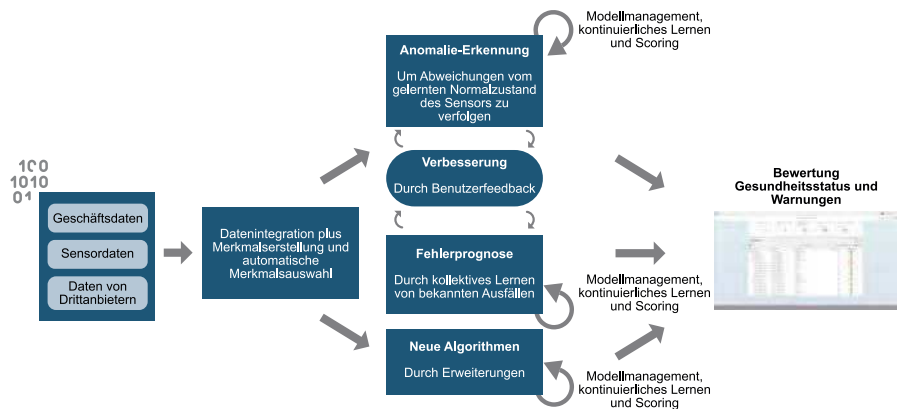 100
1010
01
Geschäftsdaten
Sensordaten
Daten von
Drittanbietern
Datenintegration plus
Merkmalserstellung und
automatische
Merkmalsauswahl
Anomalie-Erkennung
Um Abweichungen vom
gelernten Normalzustand
des Sensors zu
verfolgen
Modellmanagement,
kontinuierliches Lernen
und Scoring
Verbesserung
Durch Benutzerfeedback
Fehlerprognose
Durch kollektives Lernen
von bekannten Ausfällen
Modellmanagement,
kontinuierliches Lernen
und Scoring
Neue Algorithmen
Durch Erweiterungen
Modellmanagement,
kontinuierliches Lernen
und Scoring
Bewertung
Gesundheitsstatus und
Warnungen